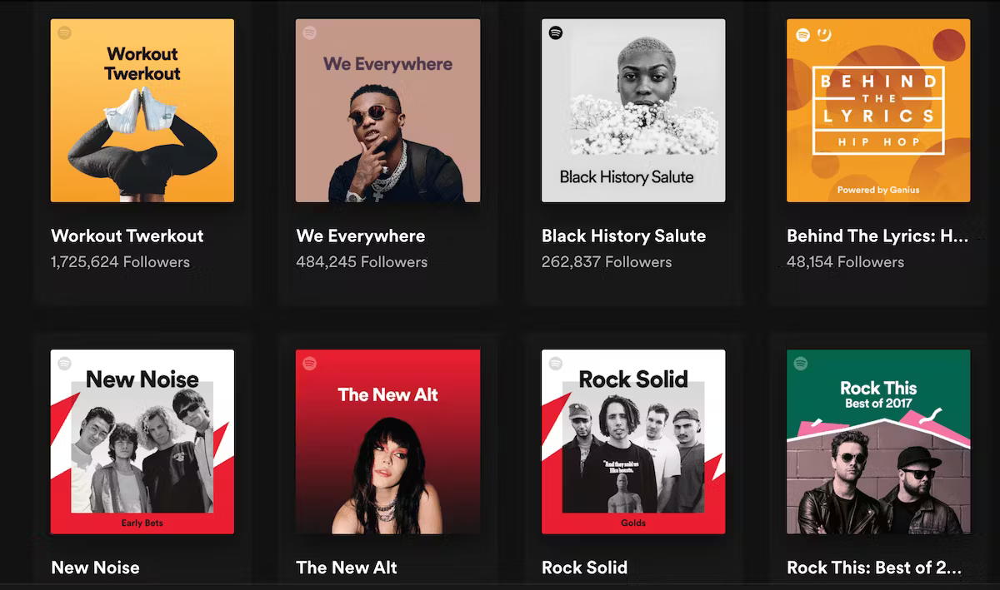 Workout
Twerkout
We Everywhere
Black History Salute
BEHIND
THE
LYRICS
HIP HOP
Powered by Genius
Workout Twerkout
1,725,624 Followers
We Everywhere
484,245 Followers
Black History Salute
262,837 Followers
Behind The Lyrics: H...
48,154 Followers
New Noise
Early Bets
The New Alt
Rock Solid
"And they sold us
like beasts.
Golds
Rock This
Best of 2017
New Noise
The New Alt
Rock Solid
Rock This: Best of 2...